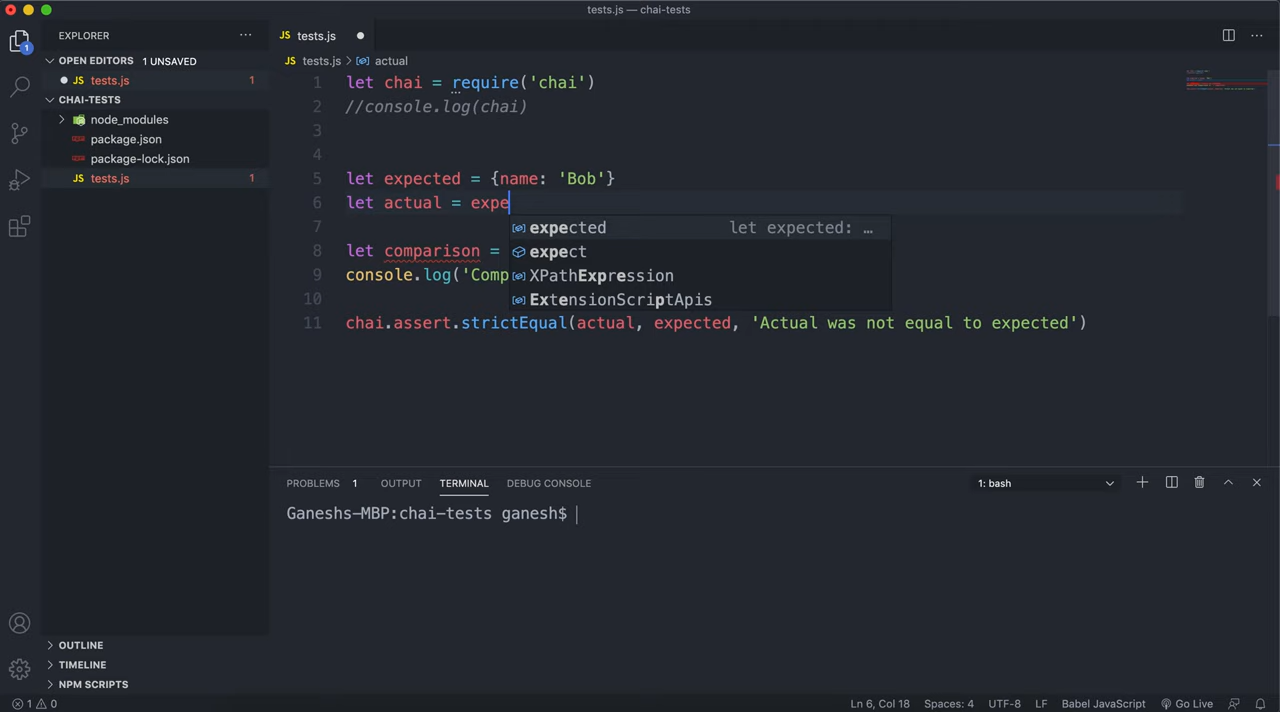 tests.js — chai-tests
EXPLORER ···
JS tests.js ●
OPEN EDITORS 1 UNSAVED
JS tests.js 1
CHAI-TESTS
node_modules
package.json
package-lock.json
JS tests.js 1
OUTLINE
TIMELINE
NPM SCRIPTS
1
JS tests.js > actual
1 let chai = require('chai')
2 //console.log(chai)
3
4
5 let expected = {name: 'Bob'}
6 let actual = expe
7
8 let comparison =
9 console.log('Comp
10
11 chai.assert.strictEqual(actual, expected, 'Actual was not equal to expected')
expected let expected: …
expect
XPathExpression
ExtensionScriptApis
PROBLEMS 1 OUTPUT TERMINAL DEBUG CONSOLE 1: bash
Ganeshs-MBP:chai-tests ganesh$
1 0 Ln 6, Col 18 Spaces: 4 UTF-8 LF Babel JavaScript Go Live